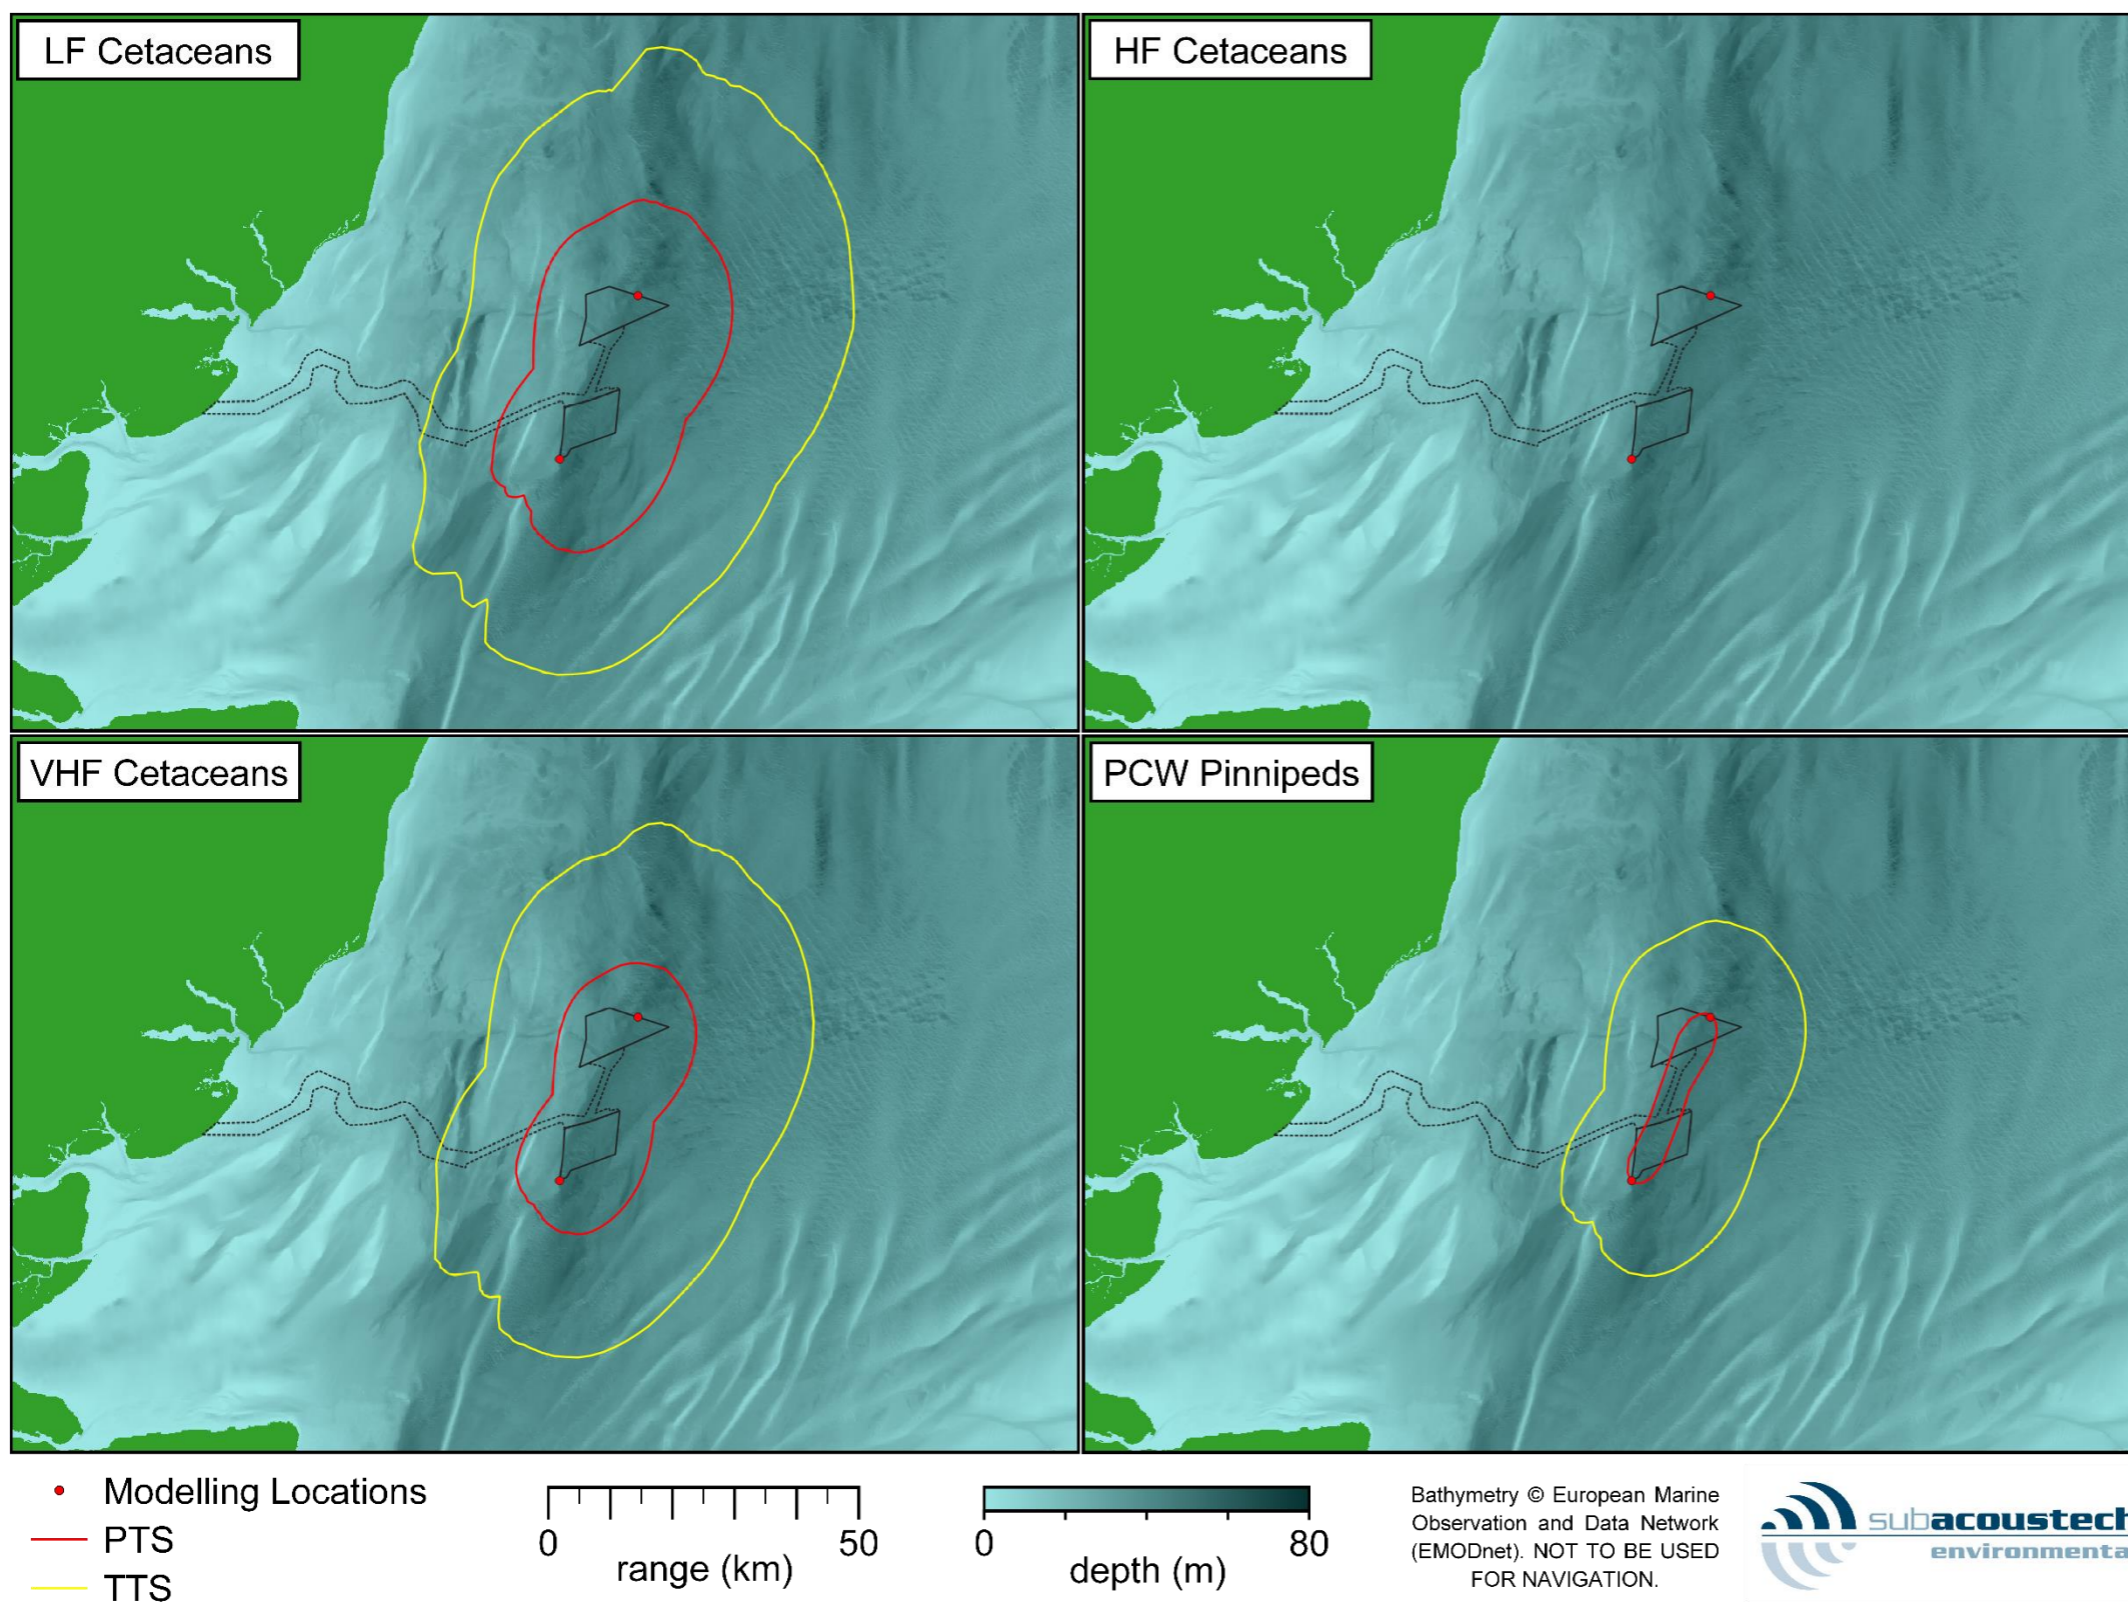 LF Cetaceans
HF Cetaceans
VHF Cetaceans
PCW Pinnipeds
Modelling Locations
PTS
TTS
0 50
range (km)
0 80
depth (m)
Bathymetry © European Marine
Observation and Data Network
(EMODnet). NOT TO BE USED
FOR NAVIGATION.
subacoustech
environmenta